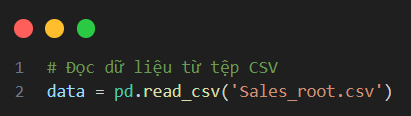 1 # Đọc dữ liệu từ tệp CSV
2 data = pd.read_csv('Sales_root.csv')